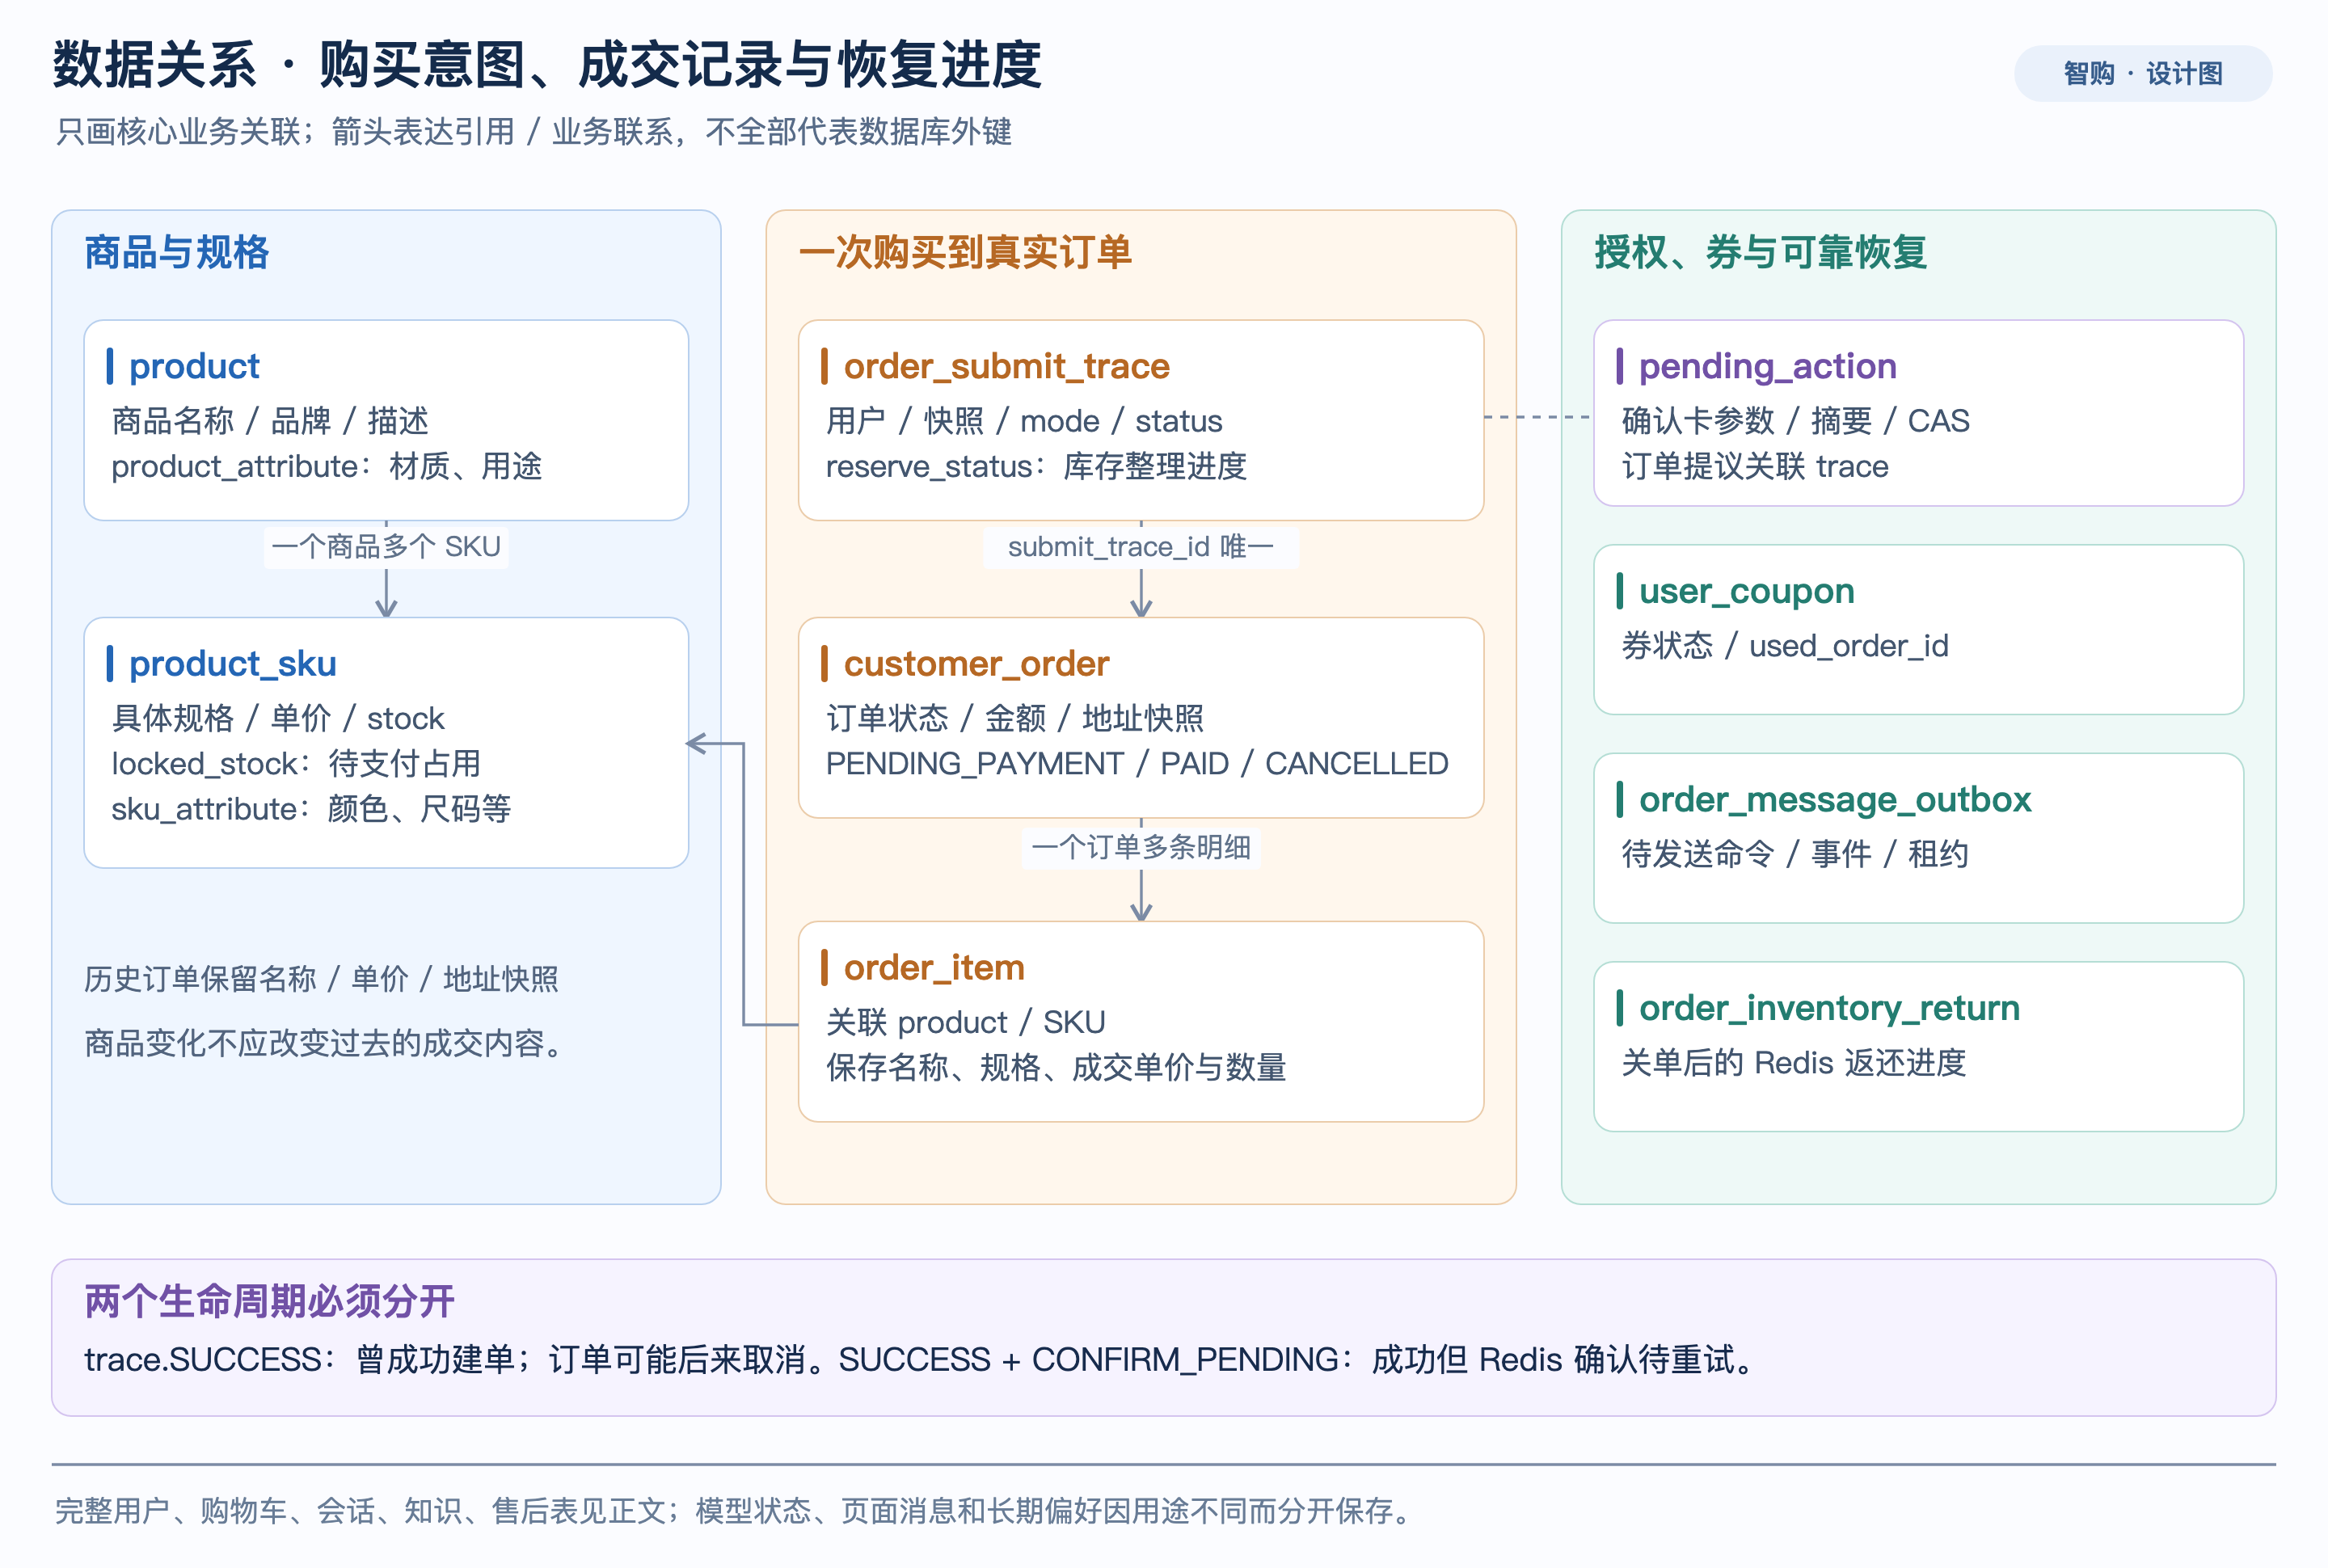 数据关系 · 购买意图、成交记录与恢复进度
智购 · 设计图
只画核心业务关联；箭头表达引用 / 业务联系，不全部代表数据库外键
商品与规格
product
商品名称 / 品牌 / 描述
product_attribute：材质、用途
一个商品多个 SKU
product_sku
具体规格 / 单价 / stock
locked_stock：待支付占用
sku_attribute：颜色、尺码等
历史订单保留名称 / 单价 / 地址快照
商品变化不应改变过去的成交内容。
一次购买到真实订单
order_submit_trace
用户 / 快照 / mode / status
reserve_status：库存整理进度
submit_trace_id 唯一
customer_order
订单状态 / 金额 / 地址快照
PENDING_PAYMENT / PAID / CANCELLED
一个订单多条明细
order_item
关联 product / SKU
保存名称、规格、成交单价与数量
授权、券与可靠恢复
pending_action
确认卡参数 / 摘要 / CAS
订单提议关联 trace
user_coupon
券状态 / used_order_id
order_message_outbox
待发送命令 / 事件 / 租约
order_inventory_return
关单后的 Redis 返还进度
两个生命周期必须分开
trace.SUCCESS：曾成功建单；订单可能后来取消。SUCCESS + CONFIRM_PENDING：成功但 Redis 确认待重试。
完整用户、购物车、会话、知识、售后表见正文；模型状态、页面消息和长期偏好因用途不同而分开保存。